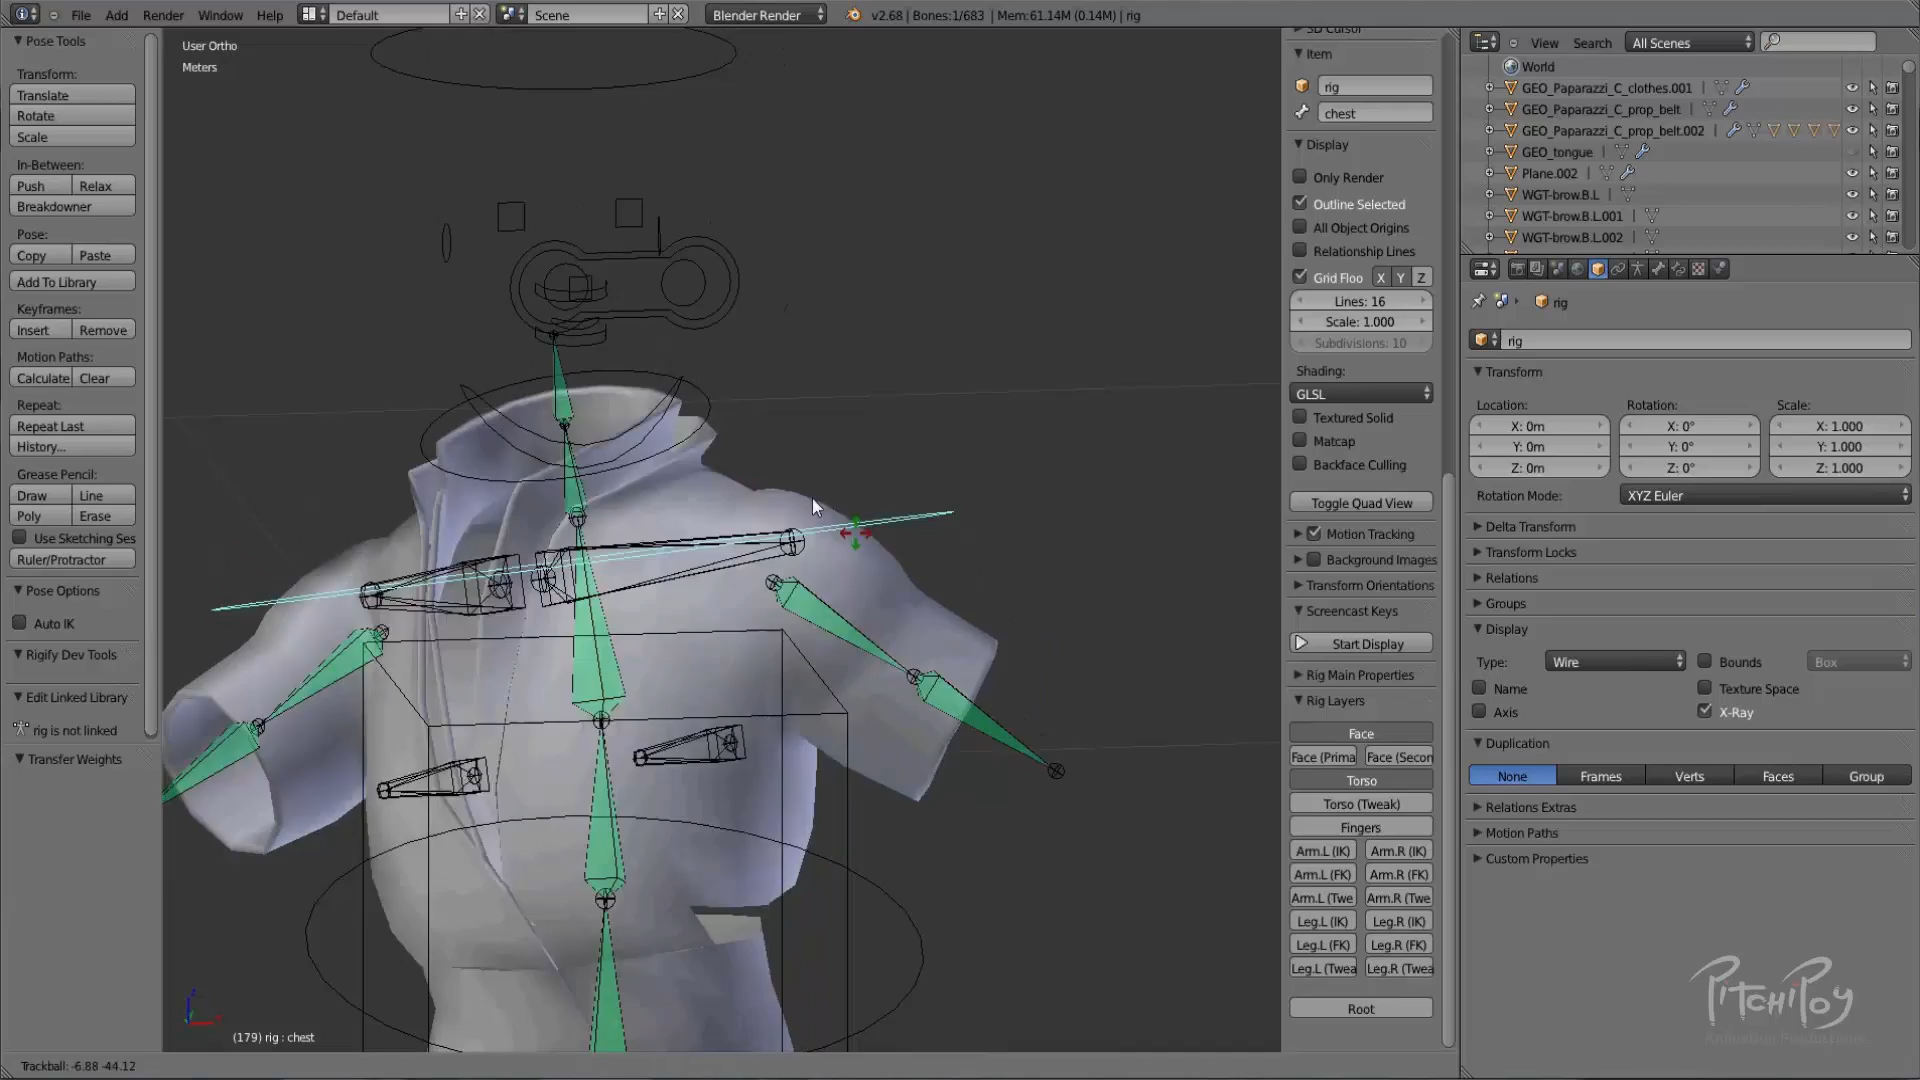 File Add Render Window Help Default Scene Blender Render v2.68 | Bones:1/683 | Mem:61.14M (0.14M) | rig
Pose Tools
Transform:
Translate
Rotate
Scale
In-Between:
Push Relax
Breakdowner
Pose:
Copy Paste
Add To Library
Keyframes:
Insert Remove
Motion Paths:
Calculate Clear
Repeat:
Repeat Last
History...
Grease Pencil:
Draw Line
Poly Erase
Use Sketching Ses
Ruler/Protractor
Pose Options
Auto IK
Rigify Dev Tools
Edit Linked Library
rig is not linked
Transfer Weights
User Ortho
Meters
(179) rig : chest
Trackball: -6.88 -44.12
3D Cursor
Item
rig
chest
Display
Only Render
Outline Selected
All Object Origins
Relationship Lines
Grid Floo X Y Z
Lines: 16
Scale: 1.000
Subdivisions: 10
Shading:
GLSL
Textured Solid
Matcap
Backface Culling
Toggle Quad View
Motion Tracking
Background Images
Transform Orientations
Screencast Keys
Start Display
Rig Main Properties
Rig Layers
Face
Face (Prima Face (Secon
Torso
Torso (Tweak)
Fingers
Arm.L (IK) Arm.R (IK)
Arm.L (FK) Arm.R (FK)
Arm.L (Twe Arm.R (Twe
Leg.L (IK) Leg.R (IK)
Leg.L (FK) Leg.R (FK)
Leg.L (Twea Leg.R (Twea
Root
View Search All Scenes
World
GEO_Paparazzi_C_clothes.001
GEO_Paparazzi_C_prop_belt
GEO_Paparazzi_C_prop_belt.002
GEO_tongue
Plane.002
WGT-brow.B.L
WGT-brow.B.L.001
WGT-brow.B.L.002
rig
rig
Transform
Location: Rotation: Scale:
X: 0m X: 0° X: 1.000
Y: 0m Y: 0° Y: 1.000
Z: 0m Z: 0° Z: 1.000
Rotation Mode: XYZ Euler
Delta Transform
Transform Locks
Relations
Groups
Display
Type: Wire Bounds Box
Name Texture Space
Axis X-Ray
Duplication
None Frames Verts Faces Group
Relations Extras
Motion Paths
Custom Properties
PitchiPoy
Animation Productions